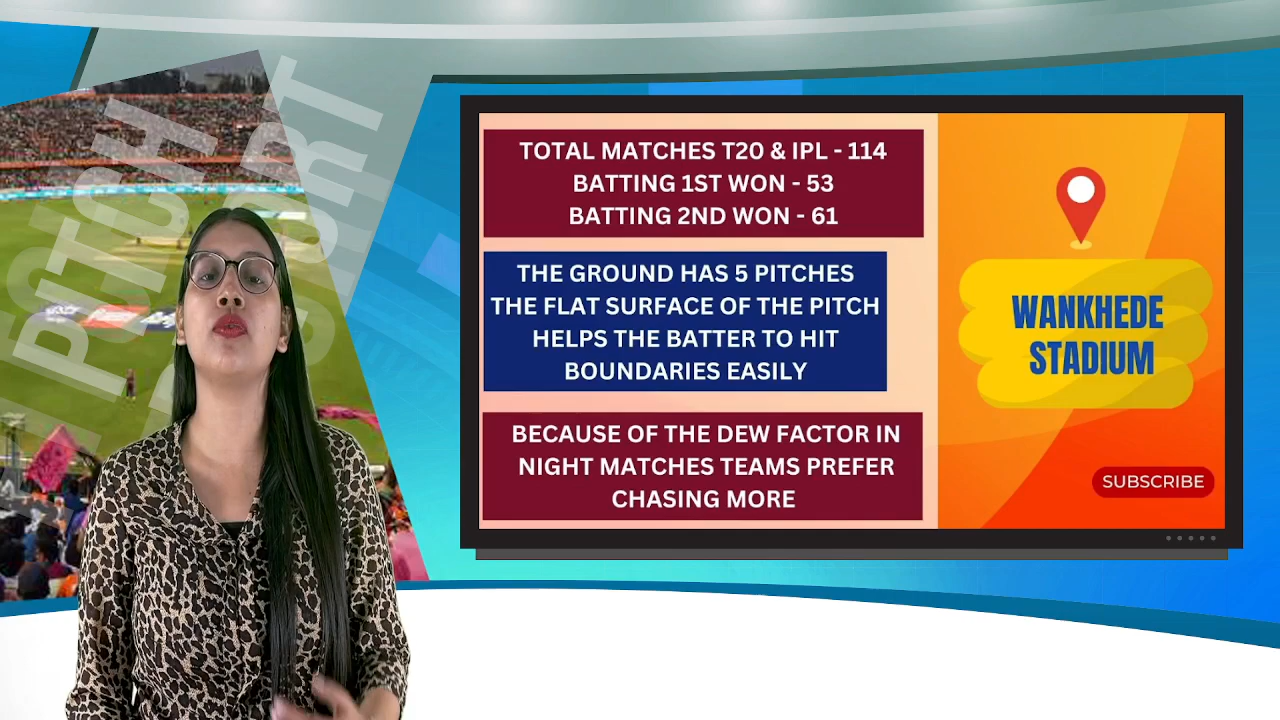 PITCH
REPORT
TOTAL MATCHES T20 & IPL - 114
BATTING 1ST WON - 53
BATTING 2ND WON - 61
THE GROUND HAS 5 PITCHES
THE FLAT SURFACE OF THE PITCH
HELPS THE BATTER TO HIT
BOUNDARIES EASILY
BECAUSE OF THE DEW FACTOR IN
NIGHT MATCHES TEAMS PREFER
CHASING MORE
WANKHEDE
STADIUM
SUBSCRIBE